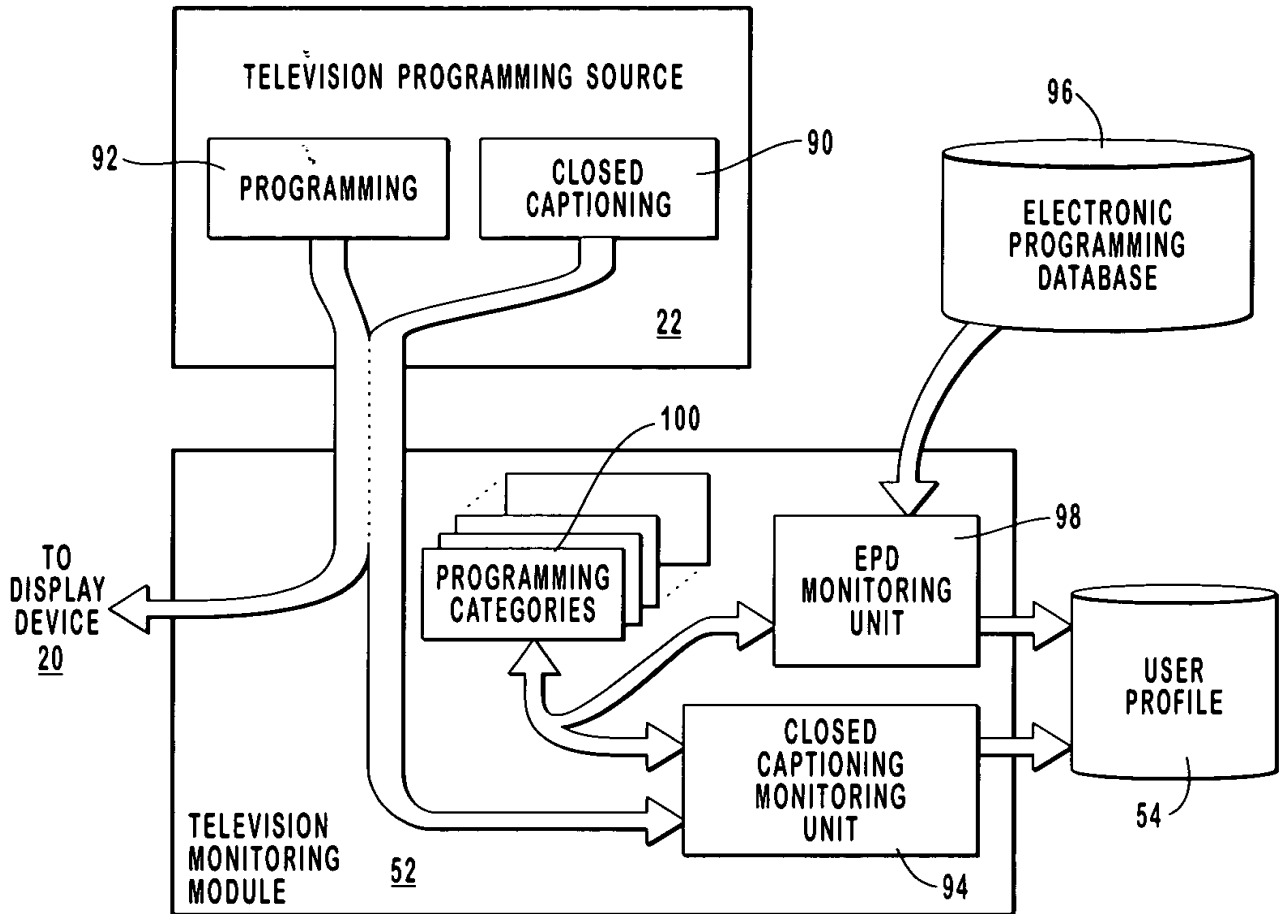 TELEVISION PROGRAMMING SOURCE
92
PROGRAMMING
90
CLOSED
CAPTIONING
22
96
ELECTRONIC
PROGRAMMING
DATABASE
100
PROGRAMMING
CATEGORIES
98
EPD
MONITORING
UNIT
TO
DISPLAY
DEVICE
20
USER
PROFILE
54
CLOSED
CAPTIONING
MONITORING
UNIT
94
TELEVISION
MONITORING
MODULE
52